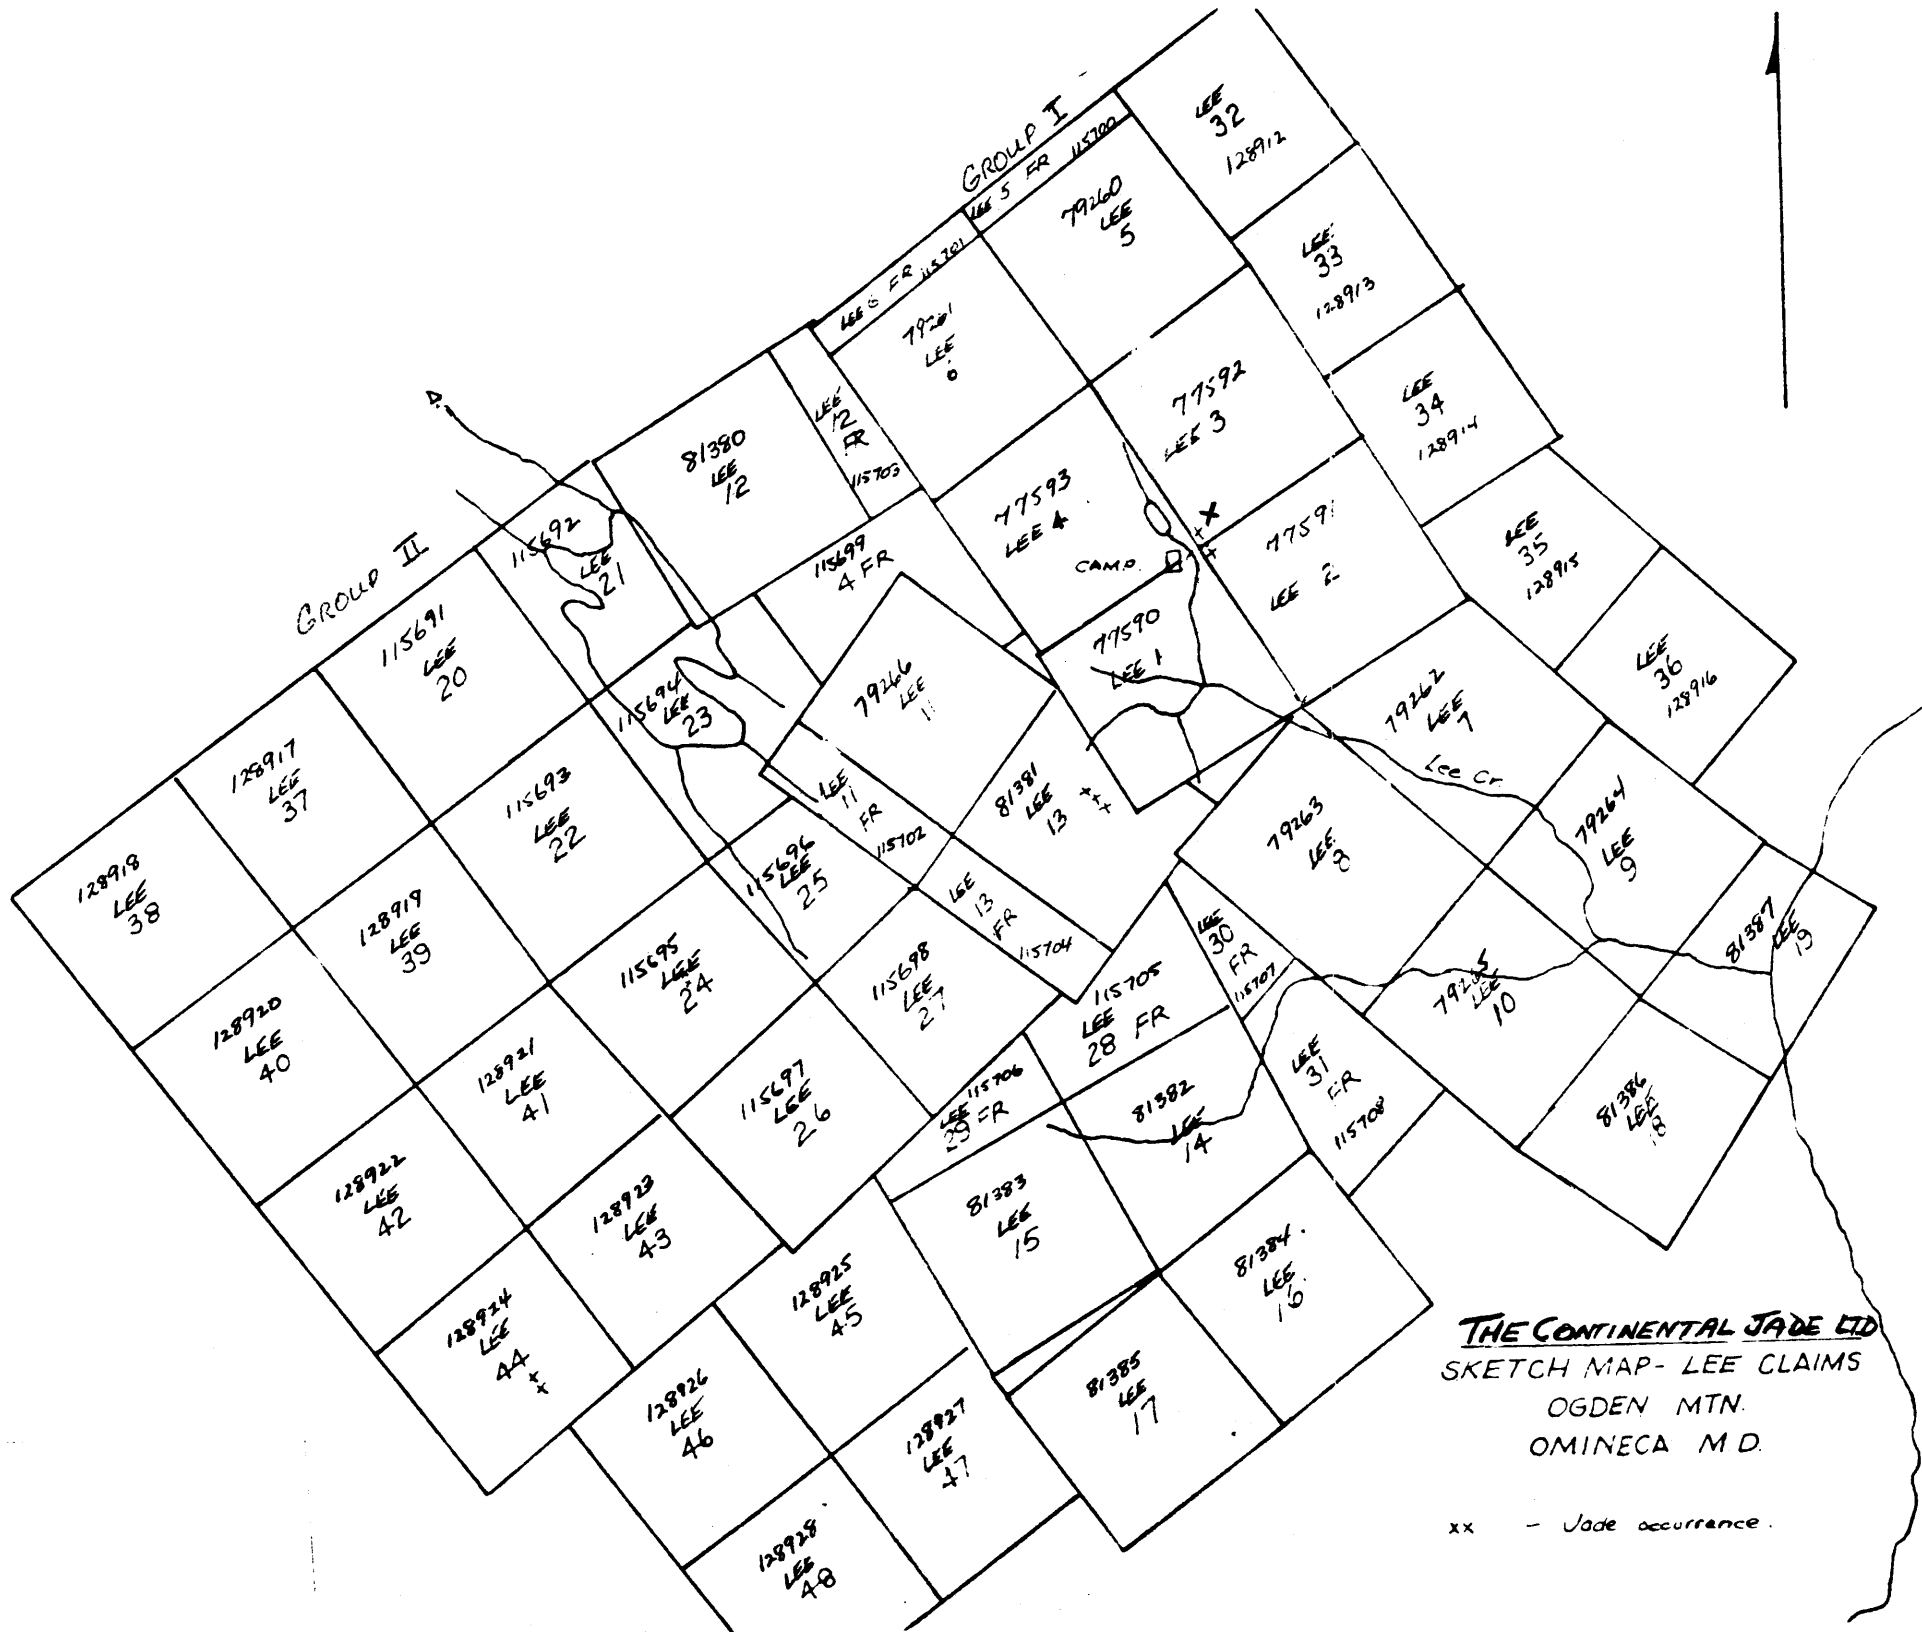 GROUP I
LEE
32
128912
LEE 5 FR 115700
79260
LEE
5
LEE 6 FR 115701
79261
LEE
6
LEE
33
128913
LEE
12
FR
115703
77592
LEE 3
LEE
34
128914
81380
LEE
12
77593
LEE 4
115699
4 FR
CAMP.
X
77591
LEE 2
LEE
35
128915
GROUP II
115692
LEE
21
77590
LEE 1
LEE
36
128916
115691
LEE
20
115694
LEE
23
79266
LEE
11
79262
LEE
7
Lee Cr.
128917
LEE
37
115693
LEE
22
LEE
11
FR
115702
81381
LEE
13
xxx
79263
LEE
8
79264
LEE
9
128918
LEE
38
128919
LEE
39
115696
LEE
25
LEE
13
FR
115704
LEE
30
FR
115707
81387
LEE
19
115695
LEE
24
115698
LEE
27
115705
LEE
28 FR
79265
LEE
10
128920
LEE
40
128921
LEE
41
115697
LEE
26
LEE 115706
29 FR
81382
LEE
14
LEE
31
FR
115708
81386
LEE
18
128922
LEE
42
128923
LEE
43
81383
LEE
15
81384
LEE
16
128924
LEE
44
xx
128925
LEE
45
128926
LEE
46
128927
LEE
47
81385
LEE
17
128928
LEE
48
THE CONTINENTAL JADE LTD
SKETCH MAP - LEE CLAIMS
OGDEN MTN.
OMINECA M D.
xx - Jade occurrence.